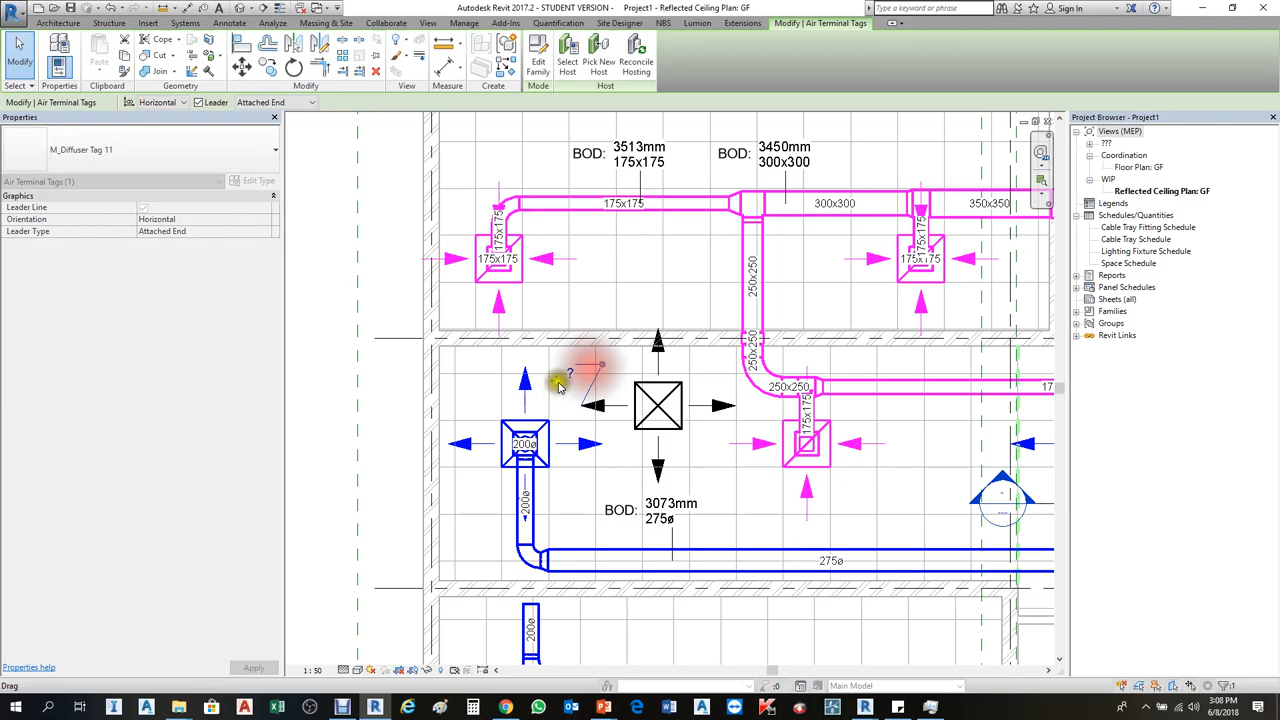 Autodesk Revit 2017.2 - STUDENT VERSION - Project1 - Reflected Ceiling Plan: GF
Type a keyword or phrase
Sign In
Architecture Structure Insert Systems Annotate Analyze Massing & Site Collaborate View Manage Add-Ins Quantification Site Designer NBS Lumion Extensions Modify | Air Terminal Tags
Modify
Paste
Cope
Cut
Join
Edit Family
Select Host
Pick New Host
Reconcile Hosting
Select Properties Clipboard Geometry Modify View Measure Create Mode Host
Modify | Air Terminal Tags Horizontal Leader Attached End
Properties
M_Diffuser Tag 11
Air Terminal Tags (1) Edit Type
Graphics
Leader Line
Orientation Horizontal
Leader Type Attached End
Properties help Apply
BOD: 3513mm
175x175
BOD: 3450mm
300x300
175x175
300x300
350x350
175x175
175x175
175x175
175x175
250x250
250x250
250x250
175x175
17
?
200ø
200ø
BOD: 3073mm
275ø
275ø
200ø
Project Browser - Project1
Views (MEP)
???
Coordination
Floor Plan: GF
WIP
Reflected Ceiling Plan: GF
Legends
Schedules/Quantities
Cable Tray Fitting Schedule
Cable Tray Schedule
Lighting Fixture Schedule
Space Schedule
Reports
Panel Schedules
Sheets (all)
Families
Groups
Revit Links
1 : 50
Drag
:0
Main Model
:1
3:08 PM
6/8/2018